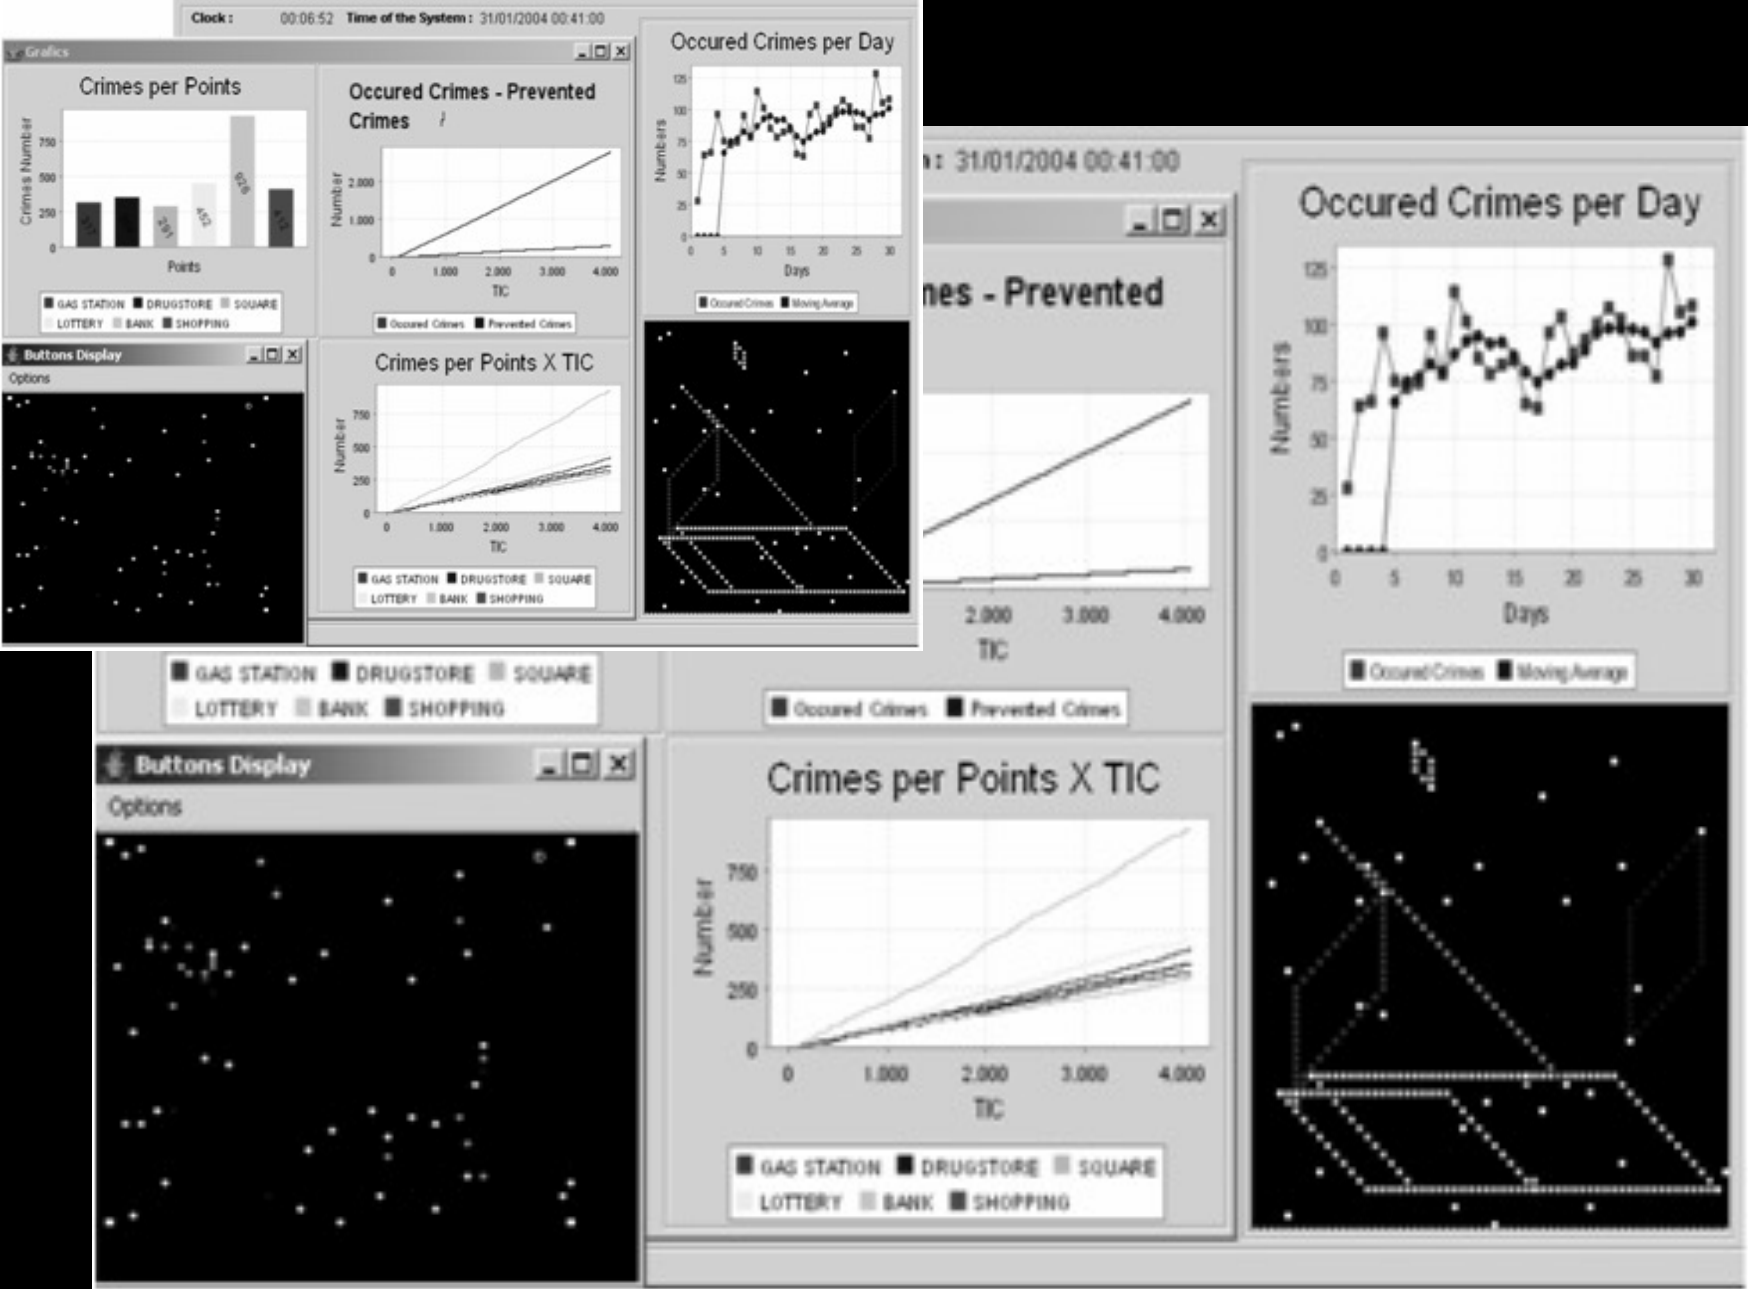 Clock : 00:06:52 Time of the System : 31/01/2004 00:41:00
Grafics
Crimes per Points
Crimes Number
750
500
250
0
291
452
926
412
Points
GAS STATION DRUGSTORE SQUARE
LOTTERY BANK SHOPPING
Occured Crimes - Prevented
Crimes
Number
2.000
1.000
0
0 1.000 2.000 3.000 4.000
TIC
Occured Crimes Prevented Crimes
Occured Crimes per Day
Numbers
125
100
75
50
25
0
0 5 10 15 20 25 30
Days
Occured Crimes Moving Average
Buttons Display
Options
Crimes per Points X TIC
Number
750
500
250
0
0 1.000 2.000 3.000 4.000
TIC
GAS STATION DRUGSTORE SQUARE
LOTTERY BANK SHOPPING
31/01/2004 00:41:00
mes - Prevented
2.000 3.000 4.000
TIC
Occured Crimes Prevented Crimes
Occured Crimes per Day
Numbers
125
100
75
50
25
0
0 5 10 15 20 25 30
Days
Occured Crimes Moving Average
GAS STATION DRUGSTORE SQUARE
LOTTERY BANK SHOPPING
Buttons Display
Options
Crimes per Points X TIC
Number
750
500
250
0
0 1.000 2.000 3.000 4.000
TIC
GAS STATION DRUGSTORE SQUARE
LOTTERY BANK SHOPPING